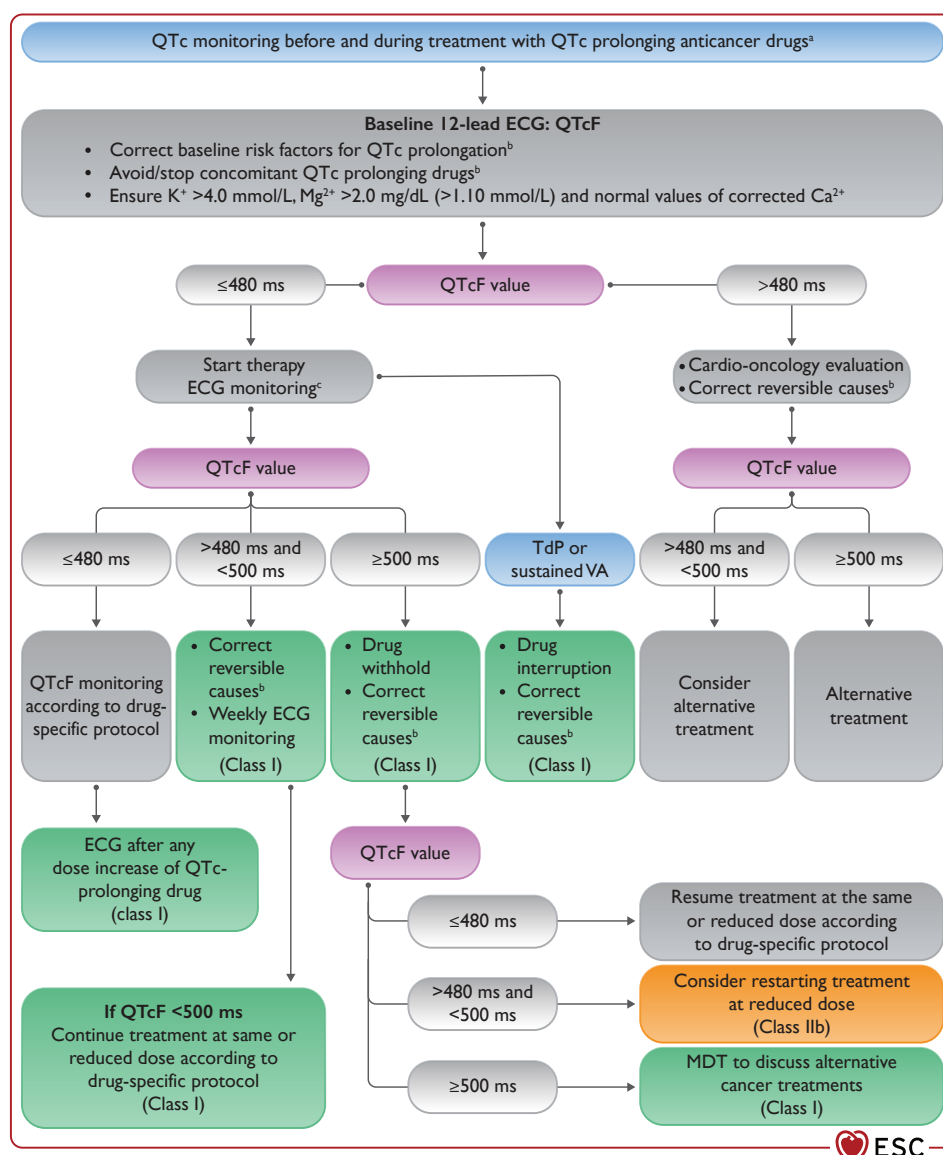 QTc monitoring before and during treatment with QTc prolonging anticancer drugsᵃ
Baseline 12-lead ECG: QTcF
• Correct baseline risk factors for QTc prolongationᵇ
• Avoid/stop concomitant QTc prolonging drugsᵇ
• Ensure K⁺ >4.0 mmol/L, Mg²⁺ >2.0 mg/dL (>1.10 mmol/L) and normal values of corrected Ca²⁺
≤480 ms
QTcF value
>480 ms
Start therapy
ECG monitoringᶜ
• Cardio-oncology evaluation
• Correct reversible causesᵇ
QTcF value
QTcF value
≤480 ms
>480 ms and
<500 ms
≥500 ms
TdP or
sustained VA
>480 ms and
<500 ms
≥500 ms
QTcF monitoring
according to drug-
specific protocol
• Correct
reversible
causesᵇ
• Weekly ECG
monitoring
(Class I)
• Drug
withhold
• Correct
reversible
causesᵇ
(Class I)
• Drug
interruption
• Correct
reversible
causesᵇ
(Class I)
Consider
alternative
treatment
Alternative
treatment
ECG after any
dose increase of QTc-
prolonging drug
(class I)
QTcF value
≤480 ms
Resume treatment at the same
or reduced dose according
to drug-specific protocol
>480 ms and
<500 ms
Consider restarting treatment
at reduced dose
(Class IIb)
If QTcF <500 ms
Continue treatment at same or
reduced dose according to
drug-specific protocol
(Class I)
≥500 ms
MDT to discuss alternative
cancer treatments
(Class I)
ESC